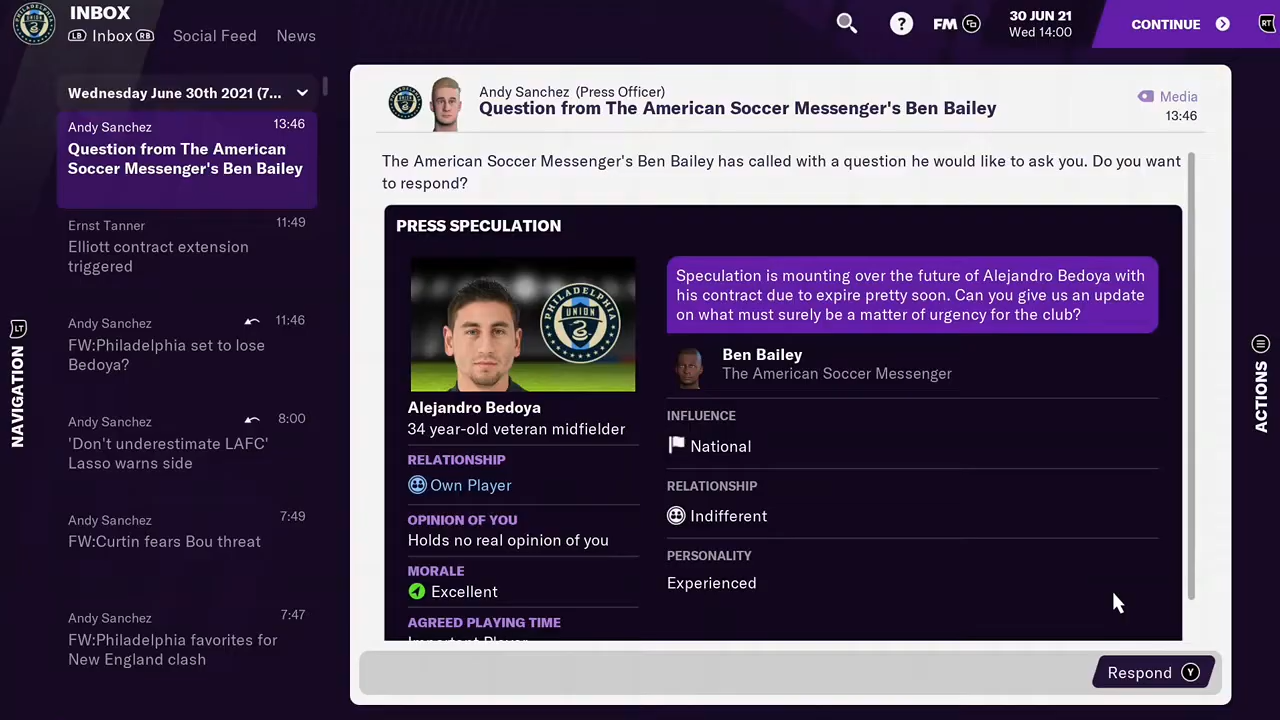 INBOX
LB Inbox RB Social Feed News
FM
30 JUN 21
Wed 14:00
CONTINUE
RT
Wednesday June 30th 2021 (7...
Andy Sanchez 13:46
Question from The American
Soccer Messenger's Ben Bailey
Ernst Tanner 11:49
Elliott contract extension
triggered
Andy Sanchez 11:46
FW:Philadelphia set to lose
Bedoya?
Andy Sanchez 8:00
'Don't underestimate LAFC'
Lasso warns side
Andy Sanchez 7:49
FW:Curtin fears Bou threat
Andy Sanchez 7:47
FW:Philadelphia favorites for
New England clash
NAVIGATION LT
Andy Sanchez (Press Officer)
Question from The American Soccer Messenger's Ben Bailey
Media
13:46
The American Soccer Messenger's Ben Bailey has called with a question he would like to ask you. Do you want
to respond?
PRESS SPECULATION
PHILADELPHIA
UNION
Alejandro Bedoya
34 year-old veteran midfielder
RELATIONSHIP
Own Player
OPINION OF YOU
Holds no real opinion of you
MORALE
Excellent
AGREED PLAYING TIME
Important Player
Speculation is mounting over the future of Alejandro Bedoya with
his contract due to expire pretty soon. Can you give us an update
on what must surely be a matter of urgency for the club?
Ben Bailey
The American Soccer Messenger
INFLUENCE
National
RELATIONSHIP
Indifferent
PERSONALITY
Experienced
Respond Y
ACTIONS